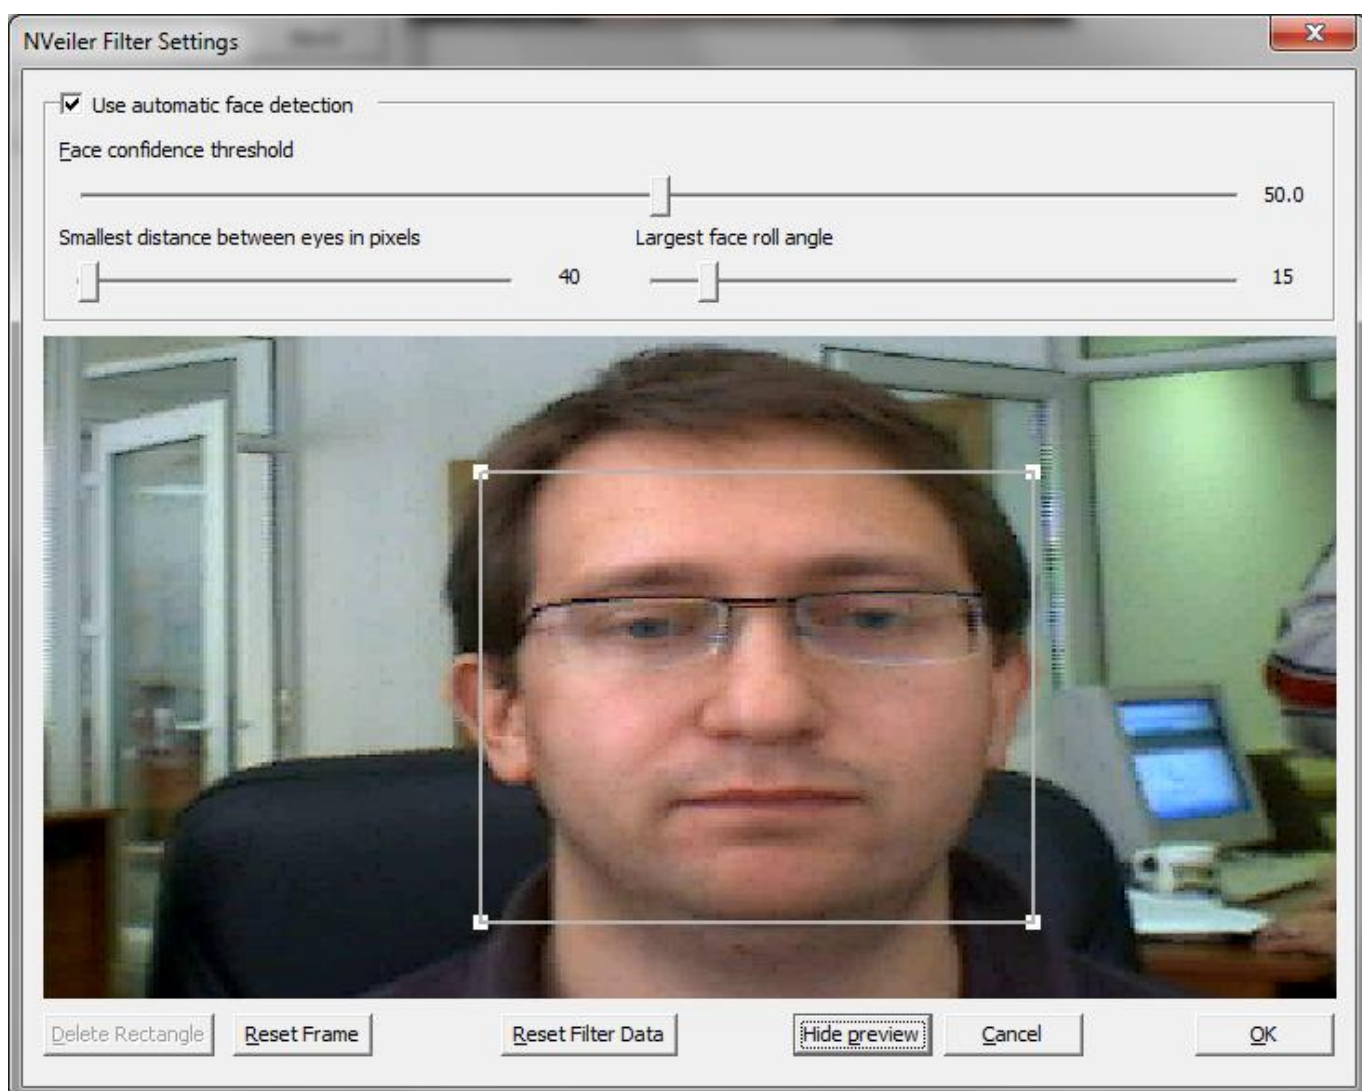 NVeiler Filter Settings
Use automatic face detection
Face confidence threshold
50.0
Smallest distance between eyes in pixels
Largest face roll angle
40
15
Delete Rectangle
Reset Frame
Reset Filter Data
Hide preview
Cancel
OK